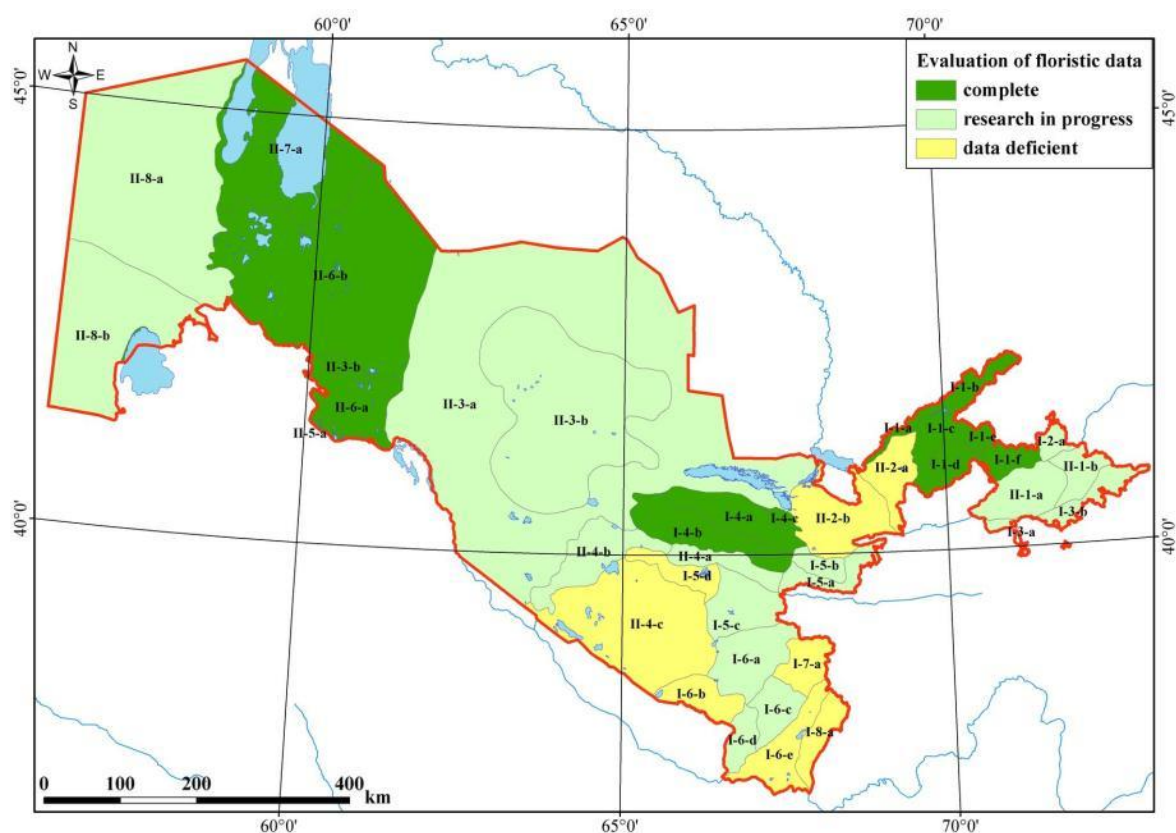 60°0'
65°0'
70°0'
45°0'
45°0'
N
W E
S
Evaluation of floristic data
complete
research in progress
data deficient
II-7-a
II-8-a
II-6-b
II-8-b
II-3-b
II-6-a
II-5-a
II-3-a
II-3-b
I-1-b
I-1-a
I-1-c
I-1-e
I-2-a
I-1-d
I-1-f
II-1-b
II-2-a
II-1-a
I-3-b
I-3-a
I-4-a
I-4-c
II-2-b
I-4-b
40°0'
40°0'
II-4-b
II-4-a
I-5-b
I-5-d
I-5-a
II-4-c
I-5-c
I-6-a
I-7-a
I-6-b
I-6-c
I-6-d
I-8-a
I-6-e
0 100 200 400
km
60°0'
65°0'
70°0'